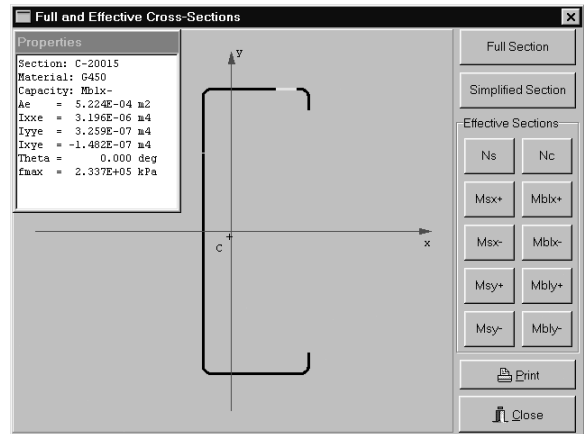 Full and Effective Cross-Sections
Properties
Section: C-20015
Material: G450
Capacity: Mblx-
Ae = 5.224E-04 m2
Ixxe = 3.196E-06 m4
Iyye = 3.259E-07 m4
Ixye = -1.482E-07 m4
Theta = 0.000 deg
fmax = 2.337E+05 kPa
y
x
C
Full Section
Simplified Section
Effective Sections
Ns Nc
Msx+ Mblx+
Msx- Mblx-
Msy+ Mbly+
Msy- Mbly-
Print
Close